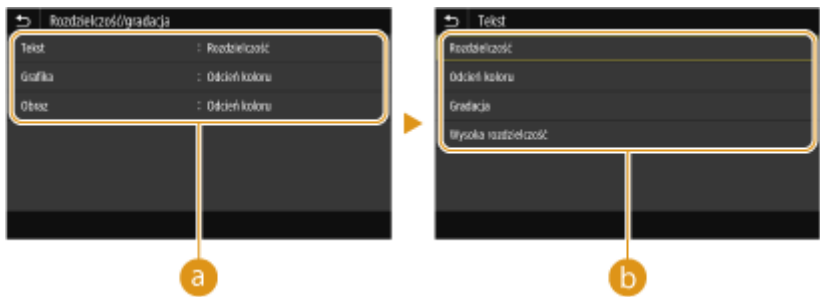 Rozdzielczość/gradacja
Tekst : Rozdzielczość
Grafika : Odcień koloru
Obraz : Odcień koloru
a
Tekst
Rozdzielczość
Odcień koloru
Gradacja
Wysoka rozdzielczość
b